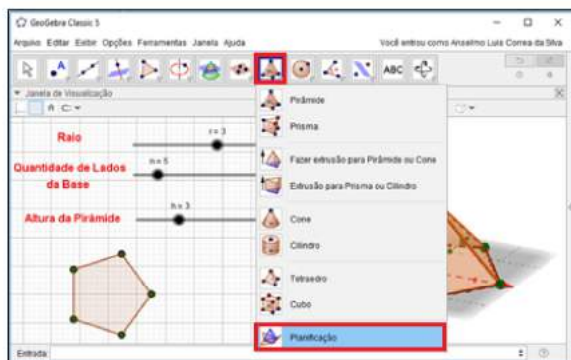 GeoGebra Classic 5
Arquivo Editar Exibir Opções Ferramentas Janela Ajuda
Você entrou como Anselmo Luis Correa da Silva
ABC
Janela de Visualização
Raio
r = 3
Quantidade de Lados
da Base
n = 5
Altura da Pirâmide
h = 3
Pirâmide
Prisma
Fazer extrusão para Pirâmide ou Cone
Extrusão para Prisma ou Cilindro
Cone
Cilindro
Tetraedro
Cubo
Planificação
Entrada: